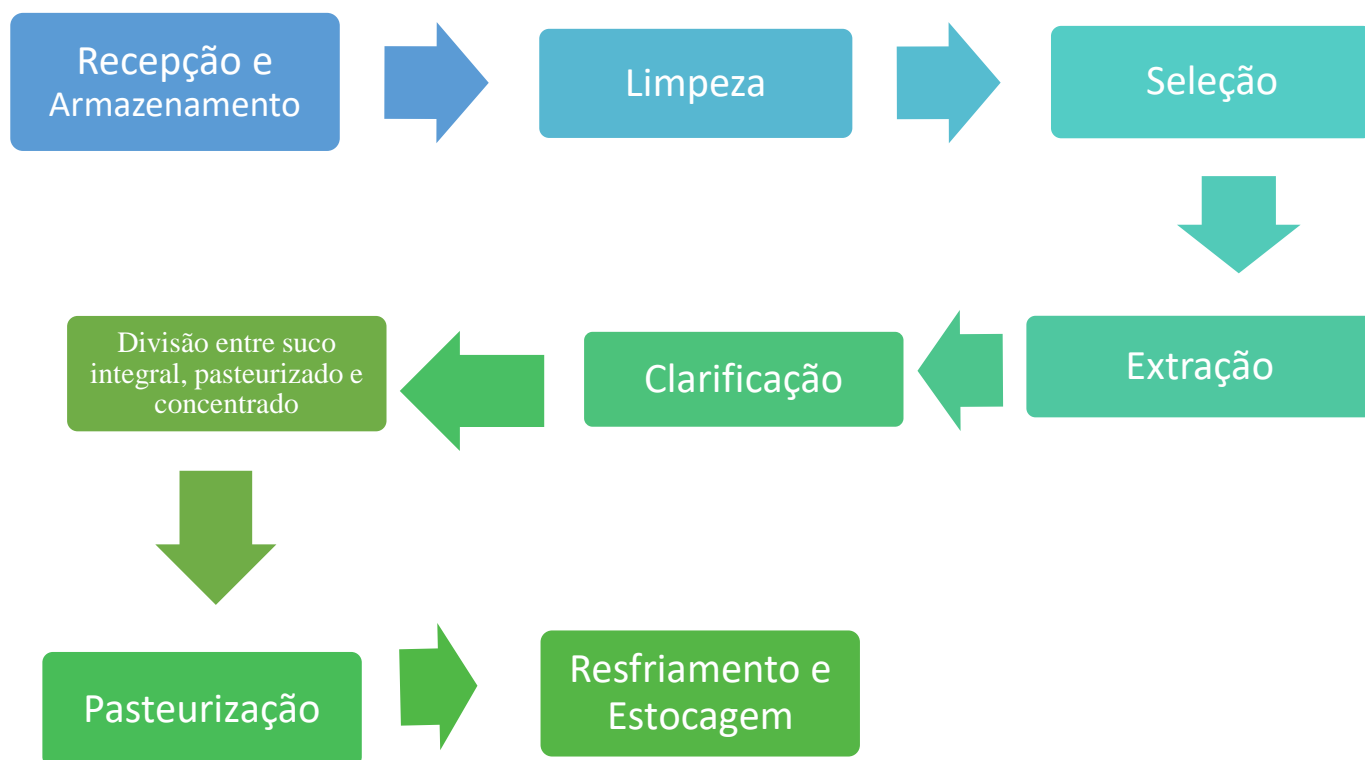 Recepção e
Armazenamento
Limpeza
Seleção
Extração
Clarificação
Divisão entre suco
integral, pasteurizado e
concentrado
Pasteurização
Resfriamento e
Estocagem